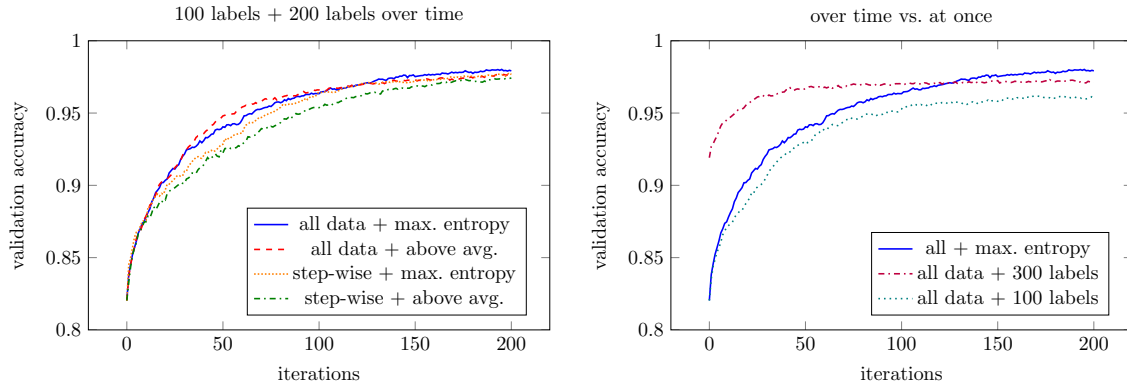 100 labels + 200 labels over time
1
0.95
0.9
0.85
0.8
validation accuracy
0
50
100
150
200
iterations
all data + max. entropy
all data + above avg.
step-wise + max. entropy
step-wise + above avg.
over time vs. at once
1
0.95
0.9
0.85
0.8
validation accuracy
0
50
100
150
200
iterations
all + max. entropy
all data + 300 labels
all data + 100 labels